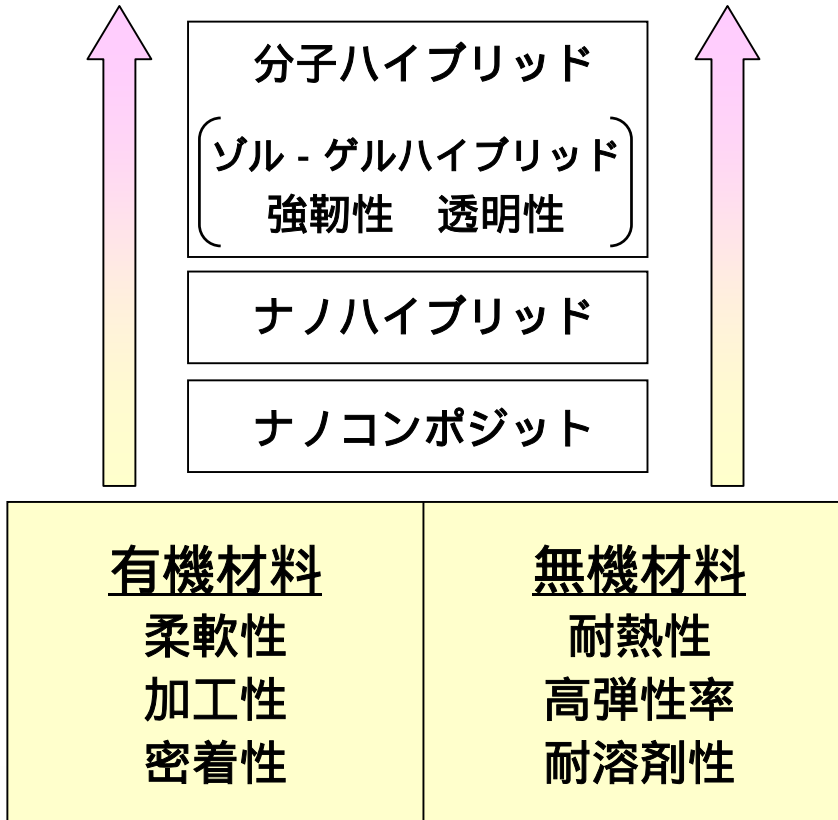 分子ハイブリッド
ゾル - ゲルハイブリッド
強靭性　透明性
ナノハイブリッド
ナノコンポジット
有機材料
柔軟性
加工性
密着性
無機材料
耐熱性
高弾性率
耐溶剤性